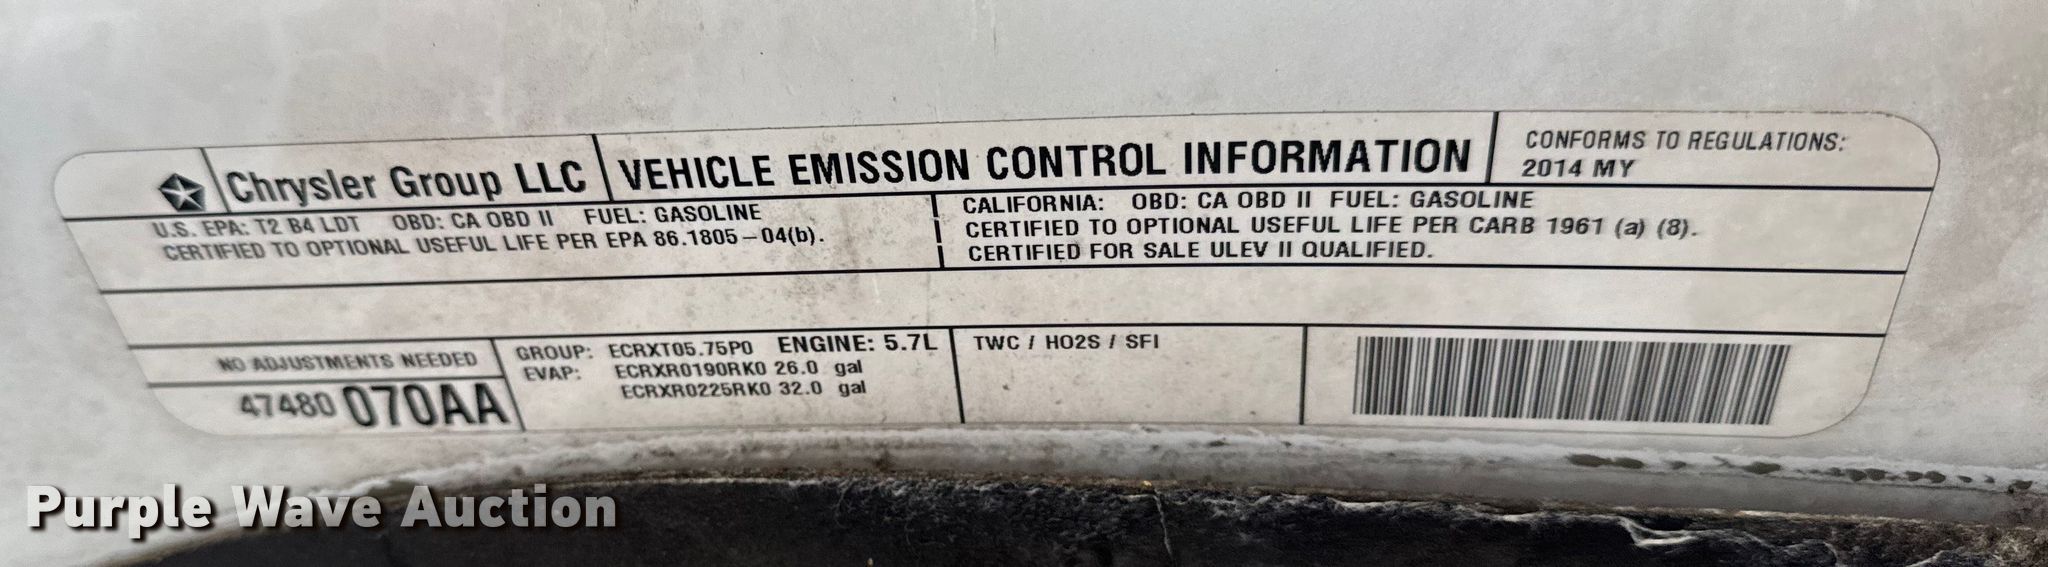 Chrysler Group LLC VEHICLE EMISSION CONTROL INFORMATION CONFORMS TO REGULATIONS:
2014 MY
U.S. EPA: T2 B4 LDT OBD: CA OBD II FUEL: GASOLINE
CERTIFIED TO OPTIONAL USEFUL LIFE PER EPA 86.1805-04(b).
CALIFORNIA: OBD: CA OBD II FUEL: GASOLINE
CERTIFIED TO OPTIONAL USEFUL LIFE PER CARB 1961 (a) (8).
CERTIFIED FOR SALE ULEV II QUALIFIED.
NO ADJUSTMENTS NEEDED
47480 070AA
GROUP: ECRXT05.75P0 ENGINE: 5.7L
EVAP: ECRXR0190RK0 26.0 gal
ECRXR0225RK0 32.0 gal
TWC / HO2S / SFI
Purple Wave Auction